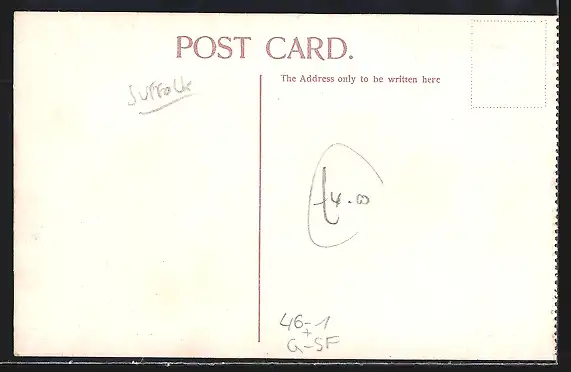 POST CARD.
The Address only to be written here
Suffolk
£4.00
46-1
+
G-SF